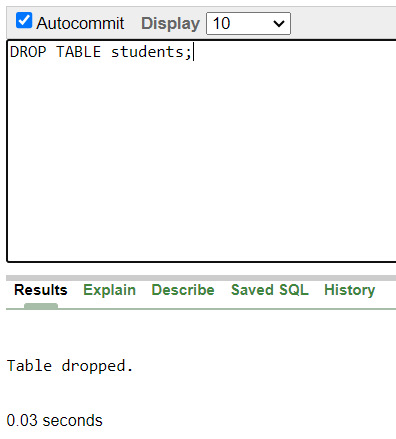 Autocommit Display 10
DROP TABLE students;
Results Explain Describe Saved SQL History
Table dropped.
0.03 seconds